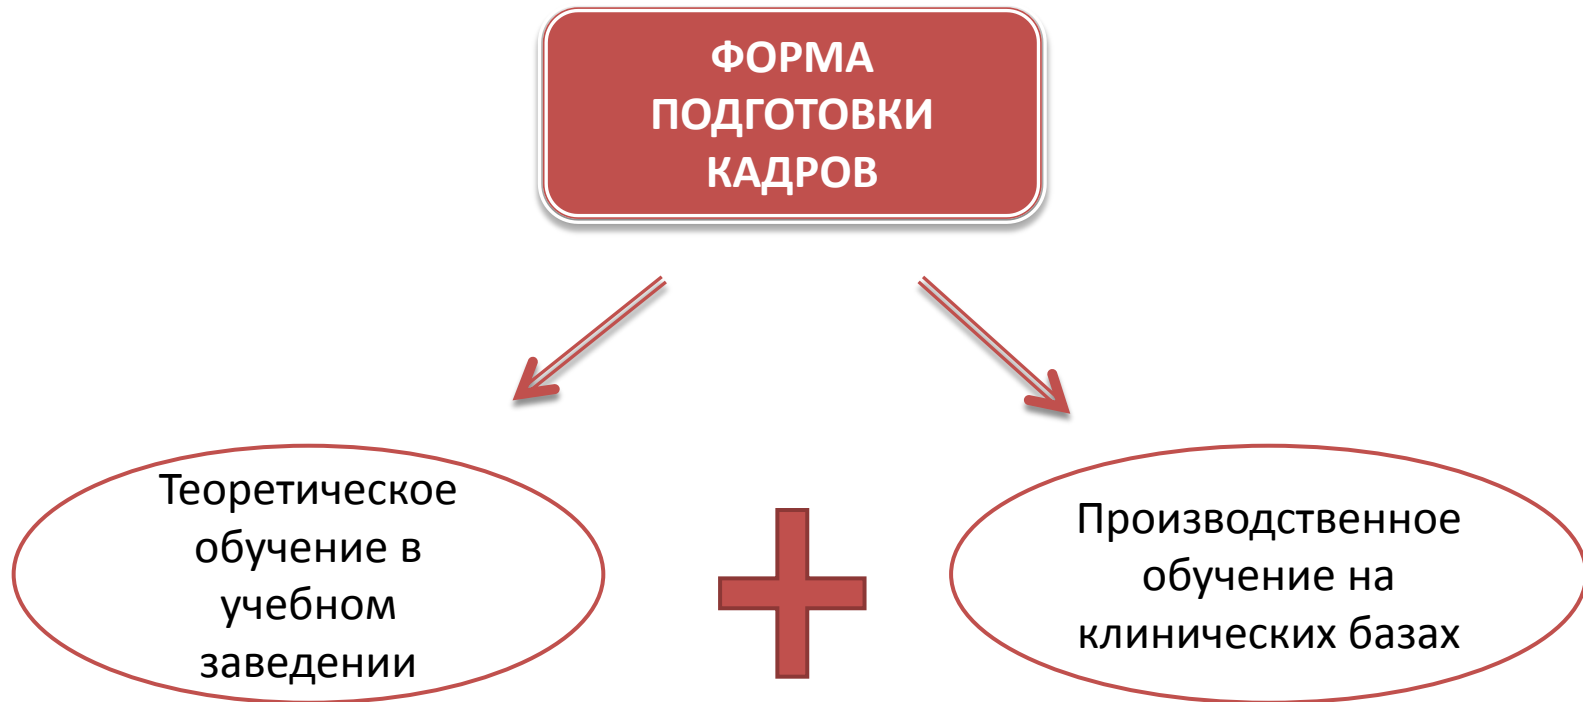 ФОРМА
ПОДГОТОВКИ
КАДРОВ
Теоретическое
обучение в
учебном
заведении
Производственное
обучение на
клинических базах